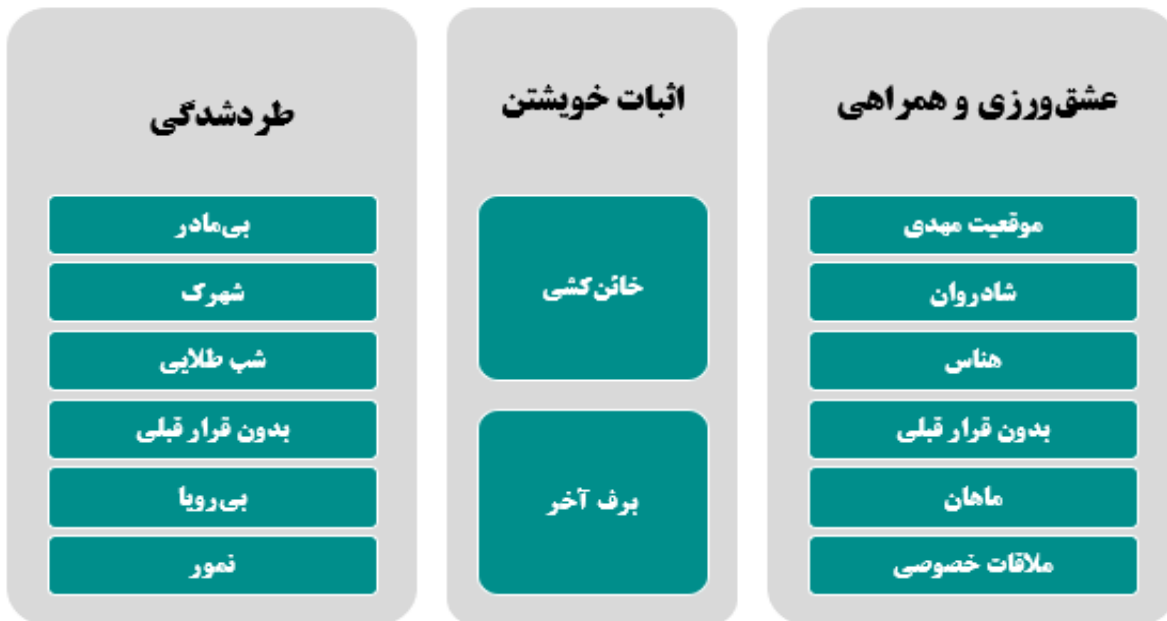 عشق‌ورزی و همراهی
موقعیت مهدی
شادروان
هناس
بدون قرار قبلی
ماهان
ملاقات خصوصی
اثبات خویشتن
خائن‌کشی
برف آخر
طردشدگی
بی‌مادر
شهرک
شب طلایی
بدون قرار قبلی
بی‌رویا
نمور